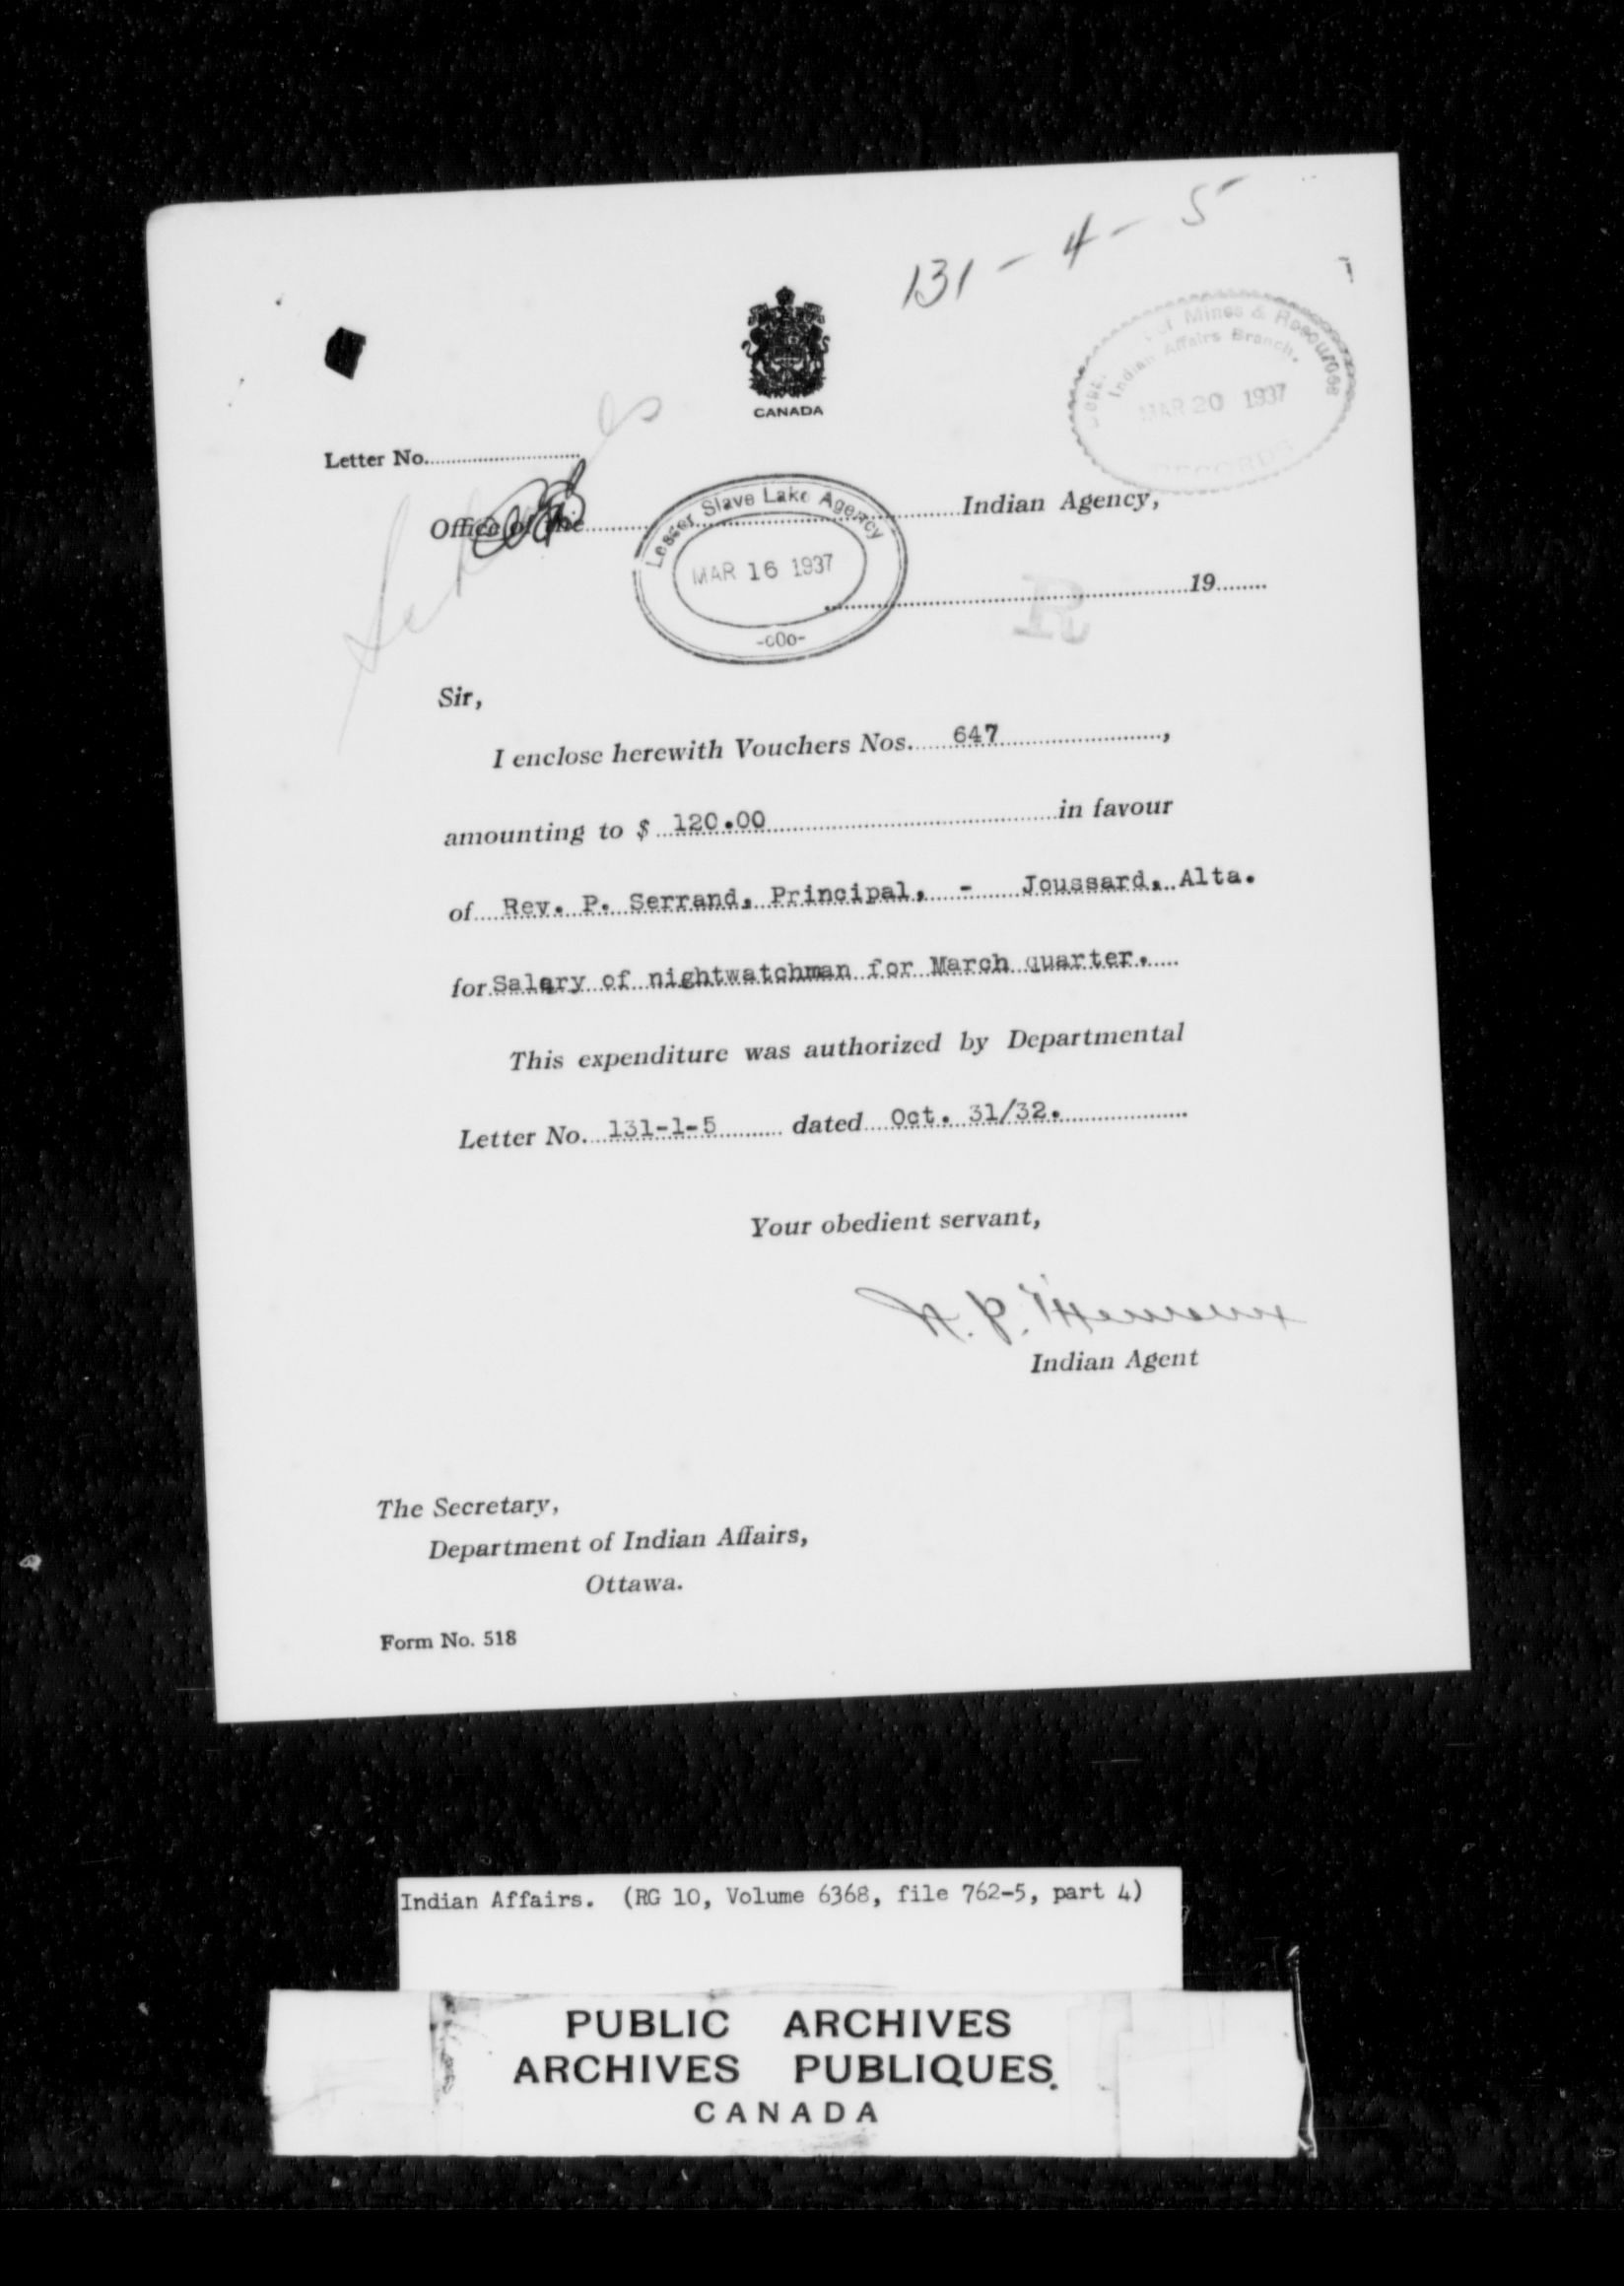 131-4-5
Dept. of Mines & Resources
Indian Affairs Branch.
MAR 20 1937
RECORDS
CANADA
Letter No.
Office of the Indian Agency,
Lesser Slave Lake Agency
MAR 16 1937
-oOo-
19
R
Sir,
I enclose herewith Vouchers Nos. 647,
amounting to $ 120.00 in favour
of Rev. P. Serrand, Principal, - Joussard, Alta.
for Salary of nightwatchman for March quarter.
This expenditure was authorized by Departmental
Letter No. 131-1-5 dated Oct. 31/32.
Your obedient servant,
Indian Agent
The Secretary,
Department of Indian Affairs,
Ottawa.
Form No. 518
Indian Affairs. (RG 10, Volume 6368, file 762-5, part 4)
PUBLIC ARCHIVES
ARCHIVES PUBLIQUES
CANADA